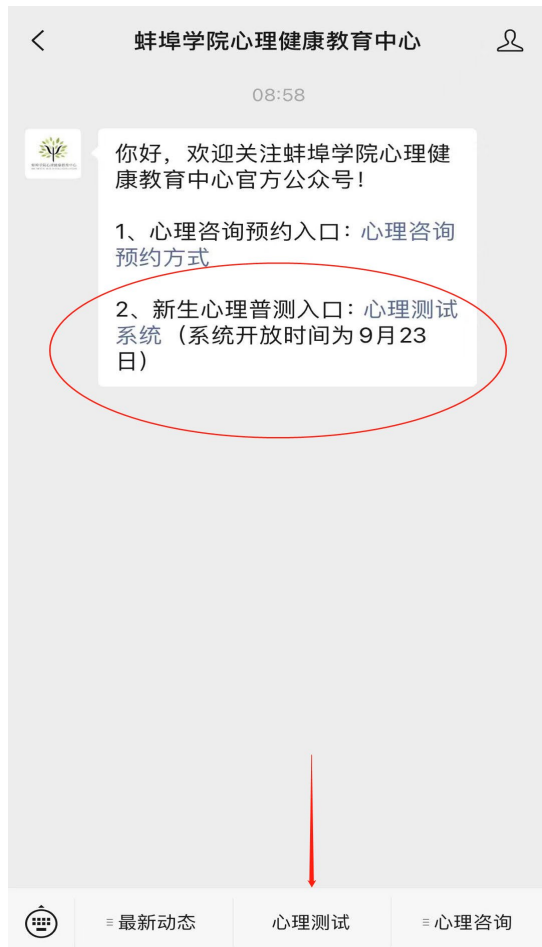 蚌埠学院心理健康教育中心
08:58
你好，欢迎关注蚌埠学院心理健
康教育中心官方公众号！
1、心理咨询预约入口：心理咨询
预约方式
2、新生心理普测入口：心理测试
系统（系统开放时间为9月23
日）
最新动态
心理测试
心理咨询